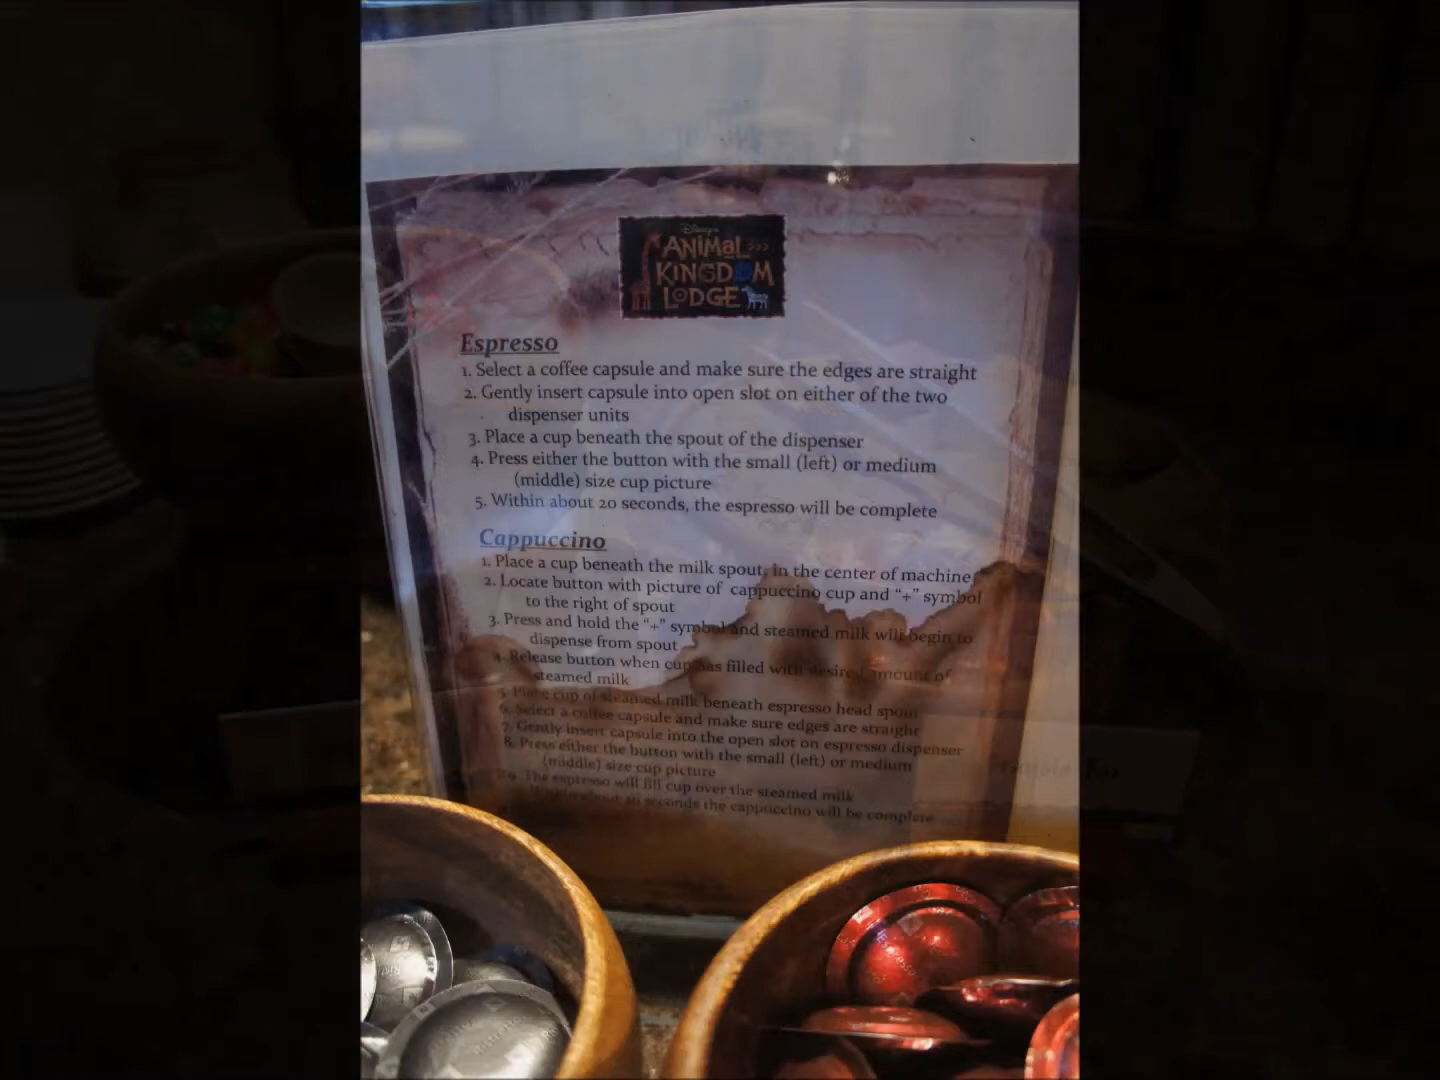 Disney's
ANIMAL
KINGDOM
LODGE
Espresso
1. Select a coffee capsule and make sure the edges are straight
2. Gently insert capsule into open slot on either of the two
dispenser units
3. Place a cup beneath the spout of the dispenser
4. Press either the button with the small (left) or medium
(middle) size cup picture
5. Within about 20 seconds, the espresso will be complete
Cappuccino
1. Place a cup beneath the milk spout, in the center of machine
2. Locate button with picture of cappuccino cup and "+" symbol
to the right of spout
3. Press and hold the "+" symbol and steamed milk will begin to
dispense from spout
4. Release button when cup has filled with desired amount of
steamed milk
5. Place cup of steamed milk beneath espresso head spout
6. Select a coffee capsule and make sure edges are straight
7. Gently insert capsule into the open slot on espresso dispenser
8. Press either the button with the small (left) or medium
(middle) size cup picture
9. The espresso will fill cup over the steamed milk
Within about 20 seconds the cappuccino will be complete